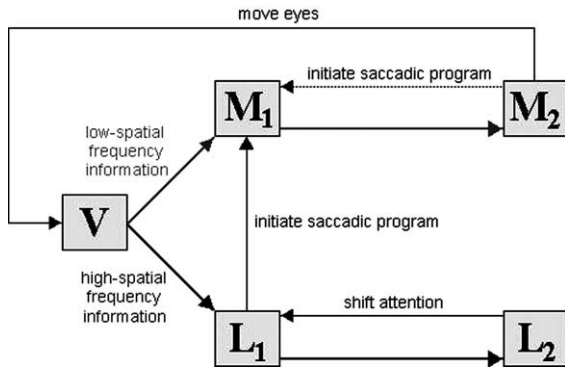 move eyes
initiate saccadic program
M1
M2
low-spatial
frequency
information
V
initiate saccadic program
high-spatial
frequency
information
shift attention
L1
L2